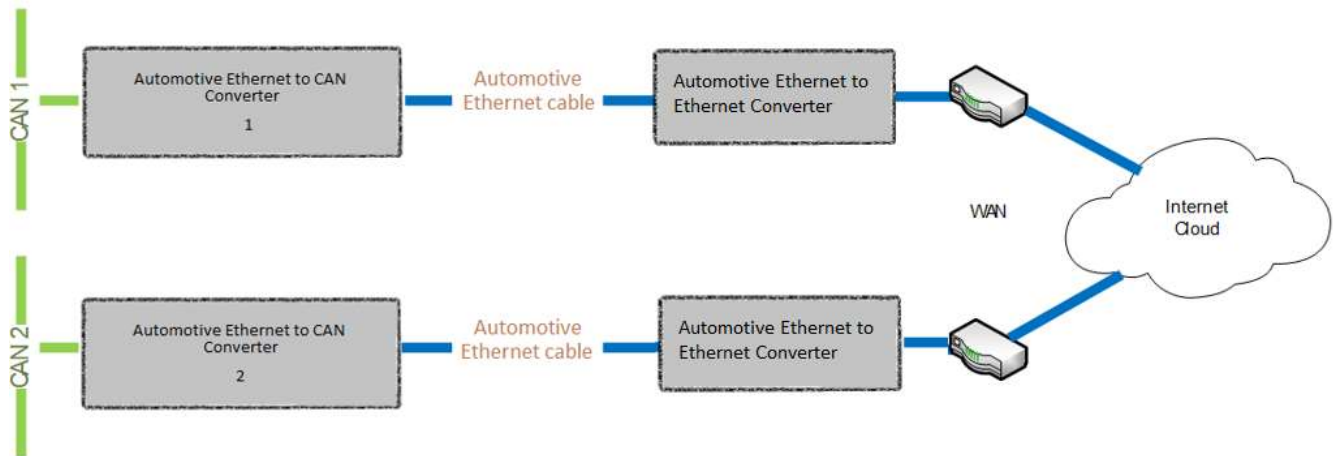 CAN 1
Automotive Ethernet to CAN
Converter
1
Automotive
Ethernet cable
Automotive Ethernet to
Ethernet Converter
WAN
Internet
Cloud
CAN 2
Automotive Ethernet to CAN
Converter
2
Automotive
Ethernet cable
Automotive Ethernet to
Ethernet Converter